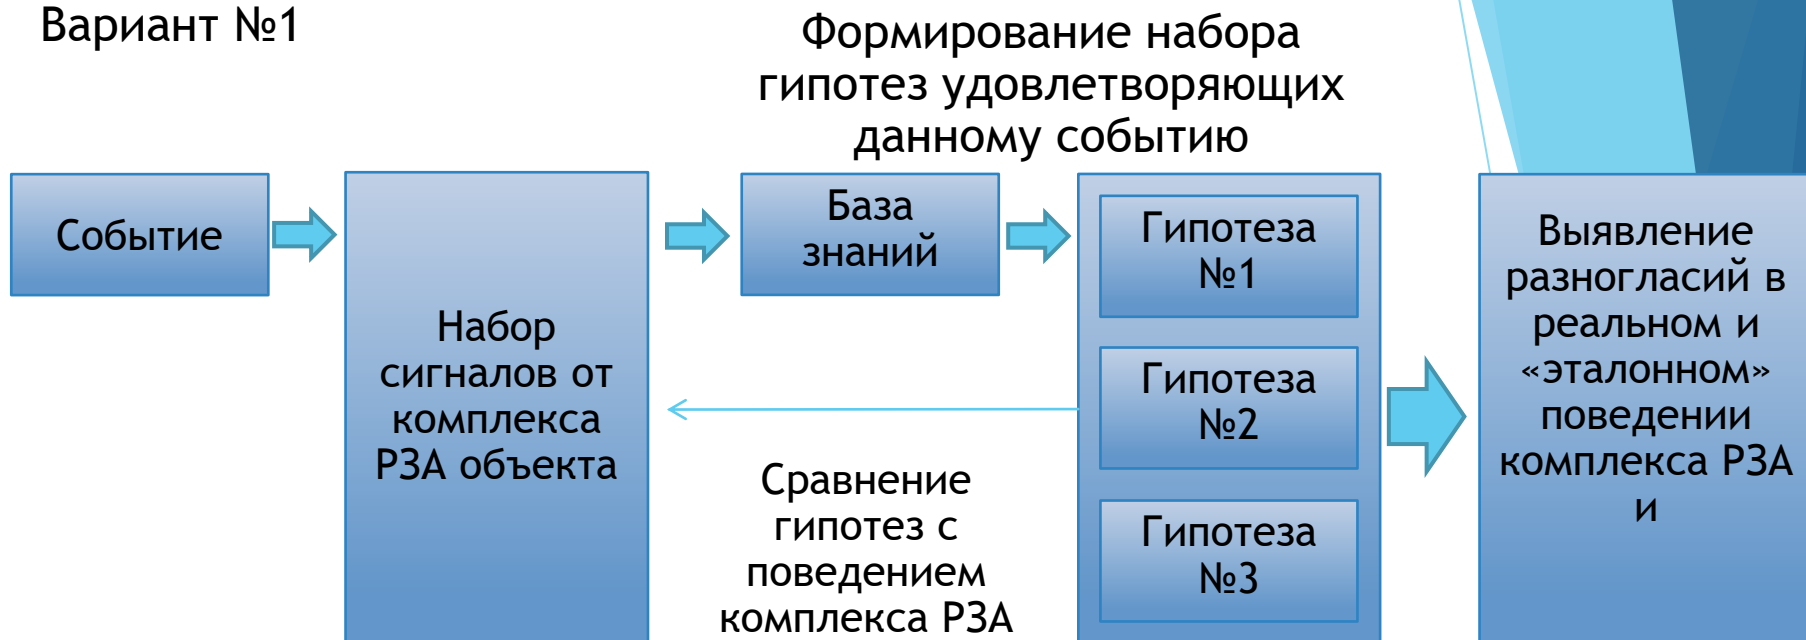 Вариант №1
Формирование набора
гипотез удовлетворяющих
данному событию
Событие
Набор
сигналов от
комплекса
РЗА объекта
База
знаний
Гипотеза
№1
Гипотеза
№2
Гипотеза
№3
Сравнение
гипотез с
поведением
комплекса РЗА
Выявление
разногласий в
реальном и
«эталонном»
поведении
комплекса РЗА
и